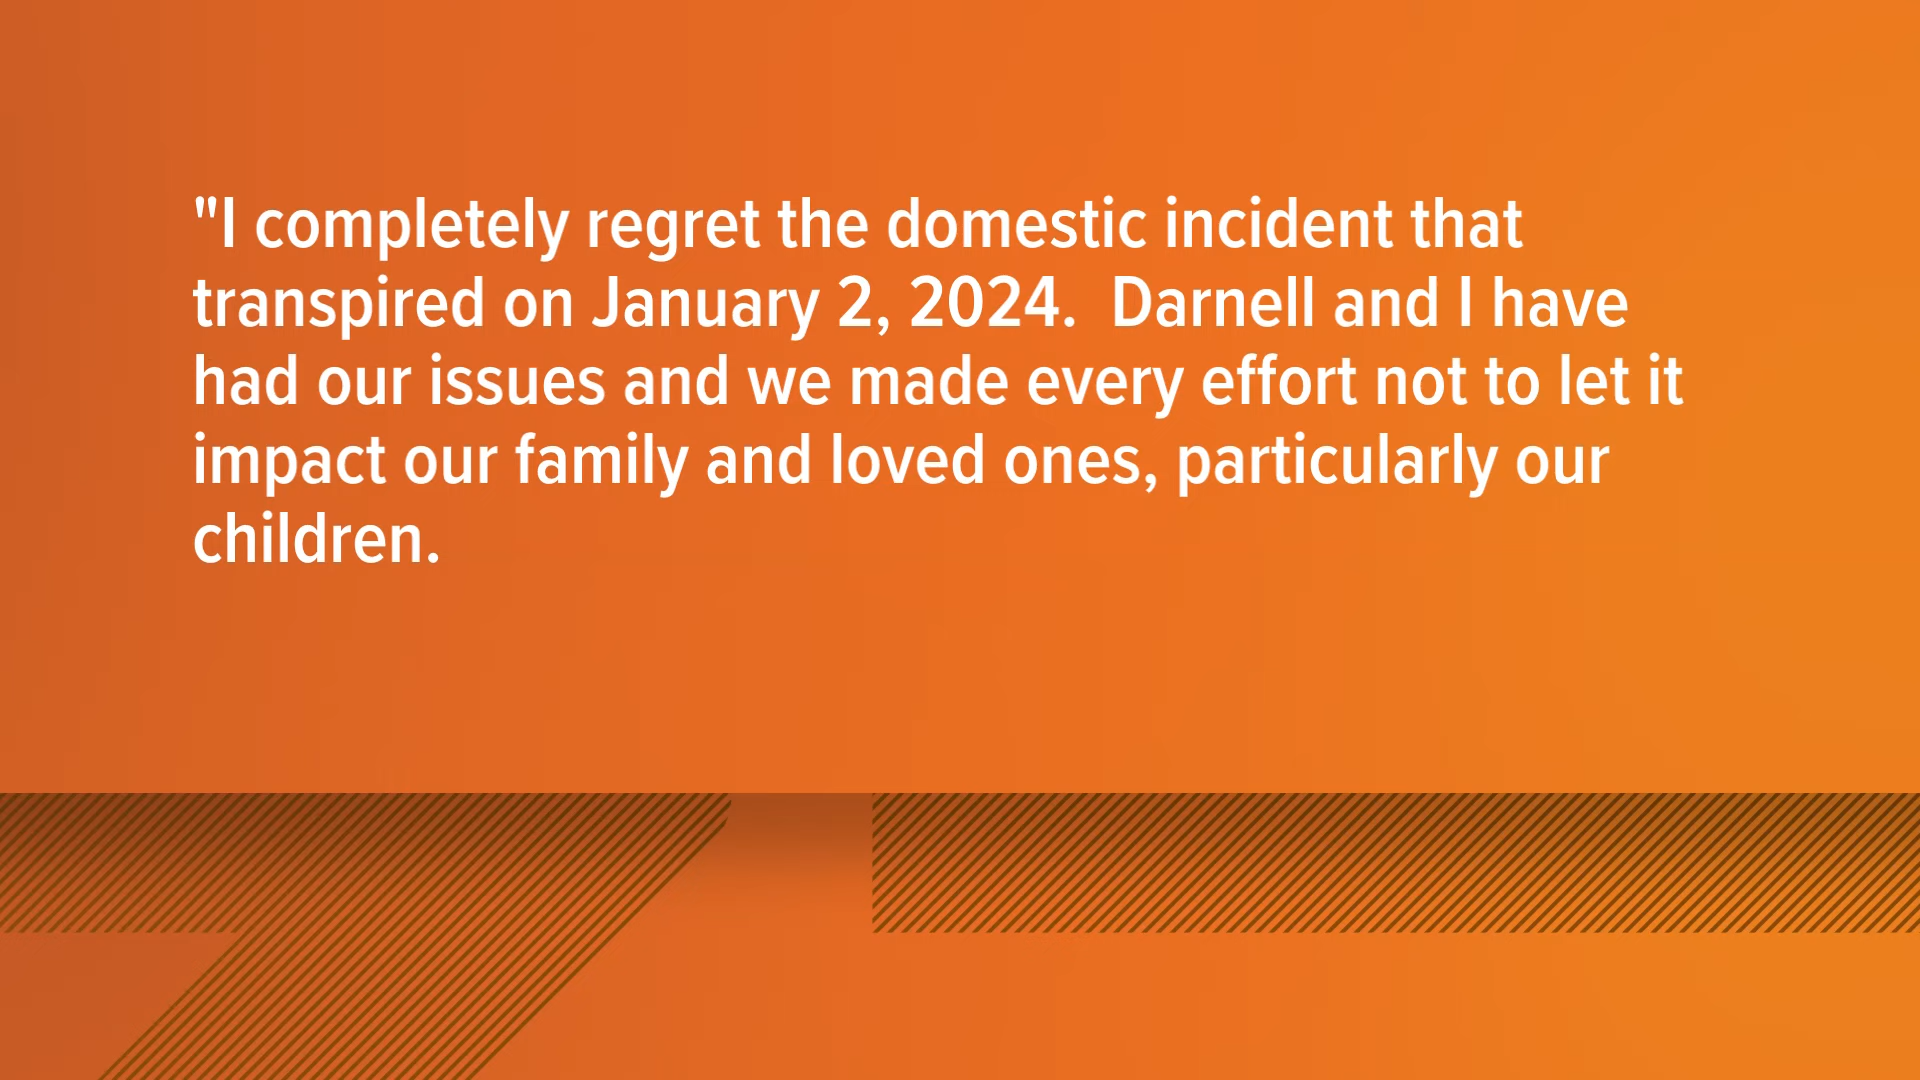 "I completely regret the domestic incident that
transpired on January 2, 2024.  Darnell and I have
had our issues and we made every effort not to let it
impact our family and loved ones, particularly our
children.